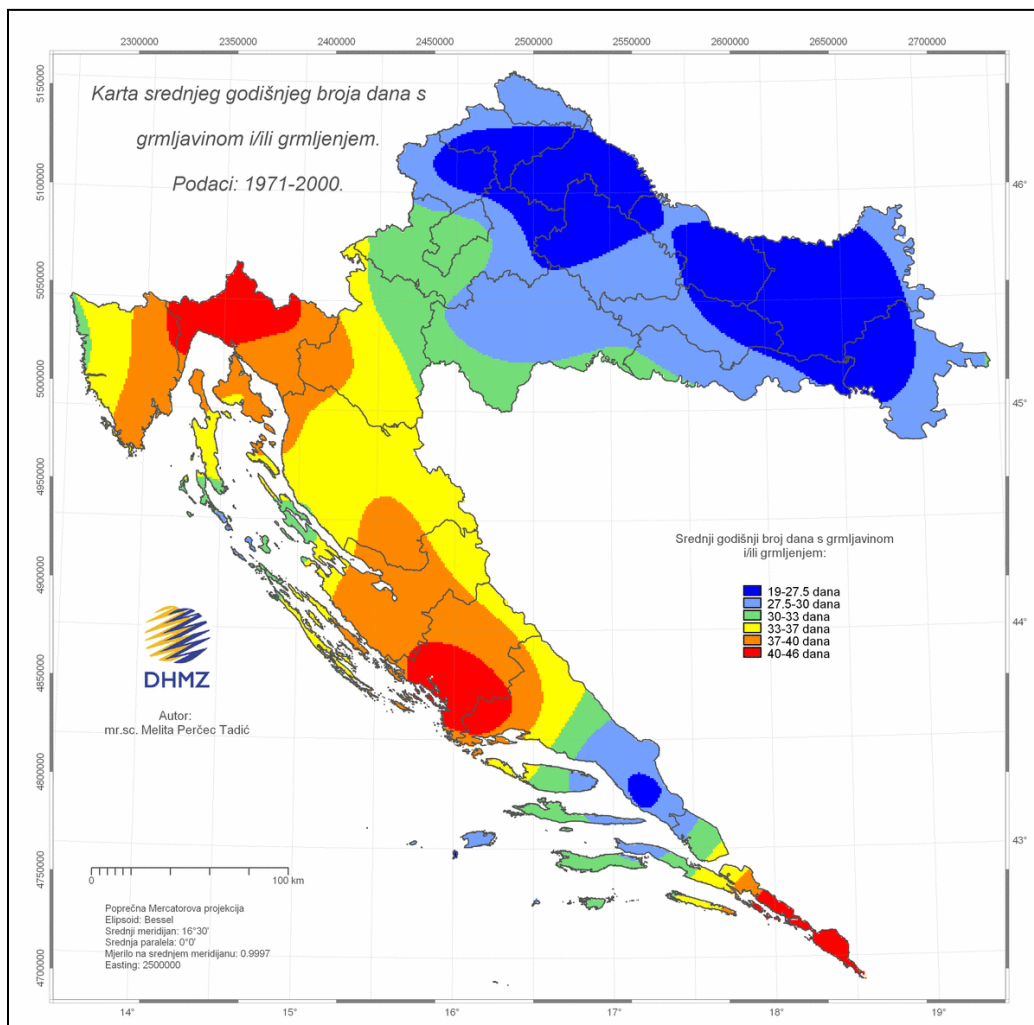 2300000 2350000 2400000 2450000 2500000 2550000 2600000 2650000 2700000
5150000
5100000
5050000
5000000
4950000
4900000
4850000
4800000
4750000
4700000
Karta srednjeg godišnjeg broja dana s
grmljavinom i/ili grmljenjem.
Podaci: 1971-2000.
46°
45°
44°
43°
Srednji godišnji broj dana s grmljavinom
i/ili grmljenjem:
19-27.5 dana
27.5-30 dana
30-33 dana
33-37 dana
37-40 dana
40-46 dana
DHMZ
Autor:
mr.sc. Melita Perčec Tadić
0 100 km
Poprečna Mercatorova projekcija
Elipsoid: Bessel
Srednji meridijan: 16°30'
Srednja paralela: 0°0'
Mjerilo na srednjem meridijanu: 0.9997
Easting: 2500000
14° 15° 16° 17° 18° 19°